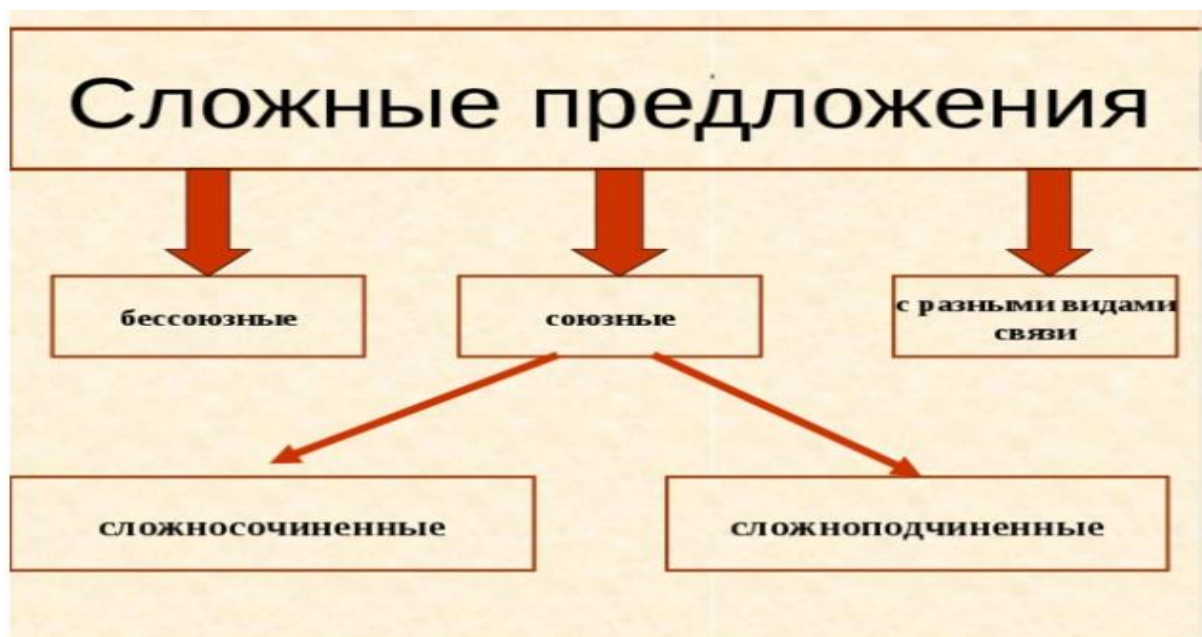 Сложные предложения
бессоюзные
союзные
с разными видами
связи
сложносочиненные
сложноподчиненные